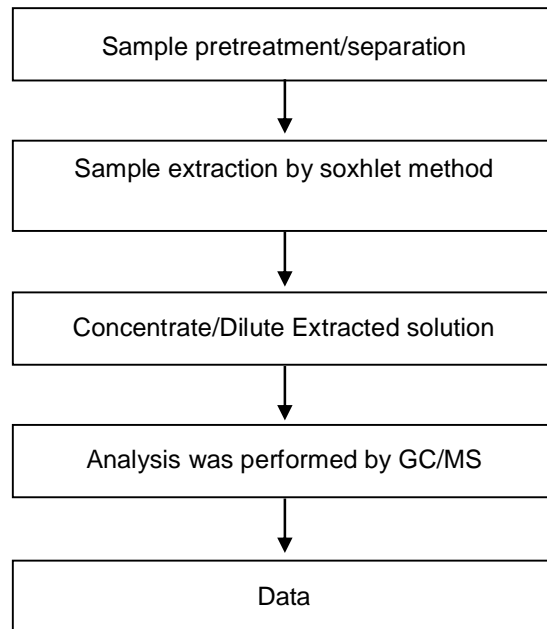 Sample pretreatment/separation
Sample extraction by soxhlet method
Concentrate/Dilute Extracted solution
Analysis was performed by GC/MS
Data